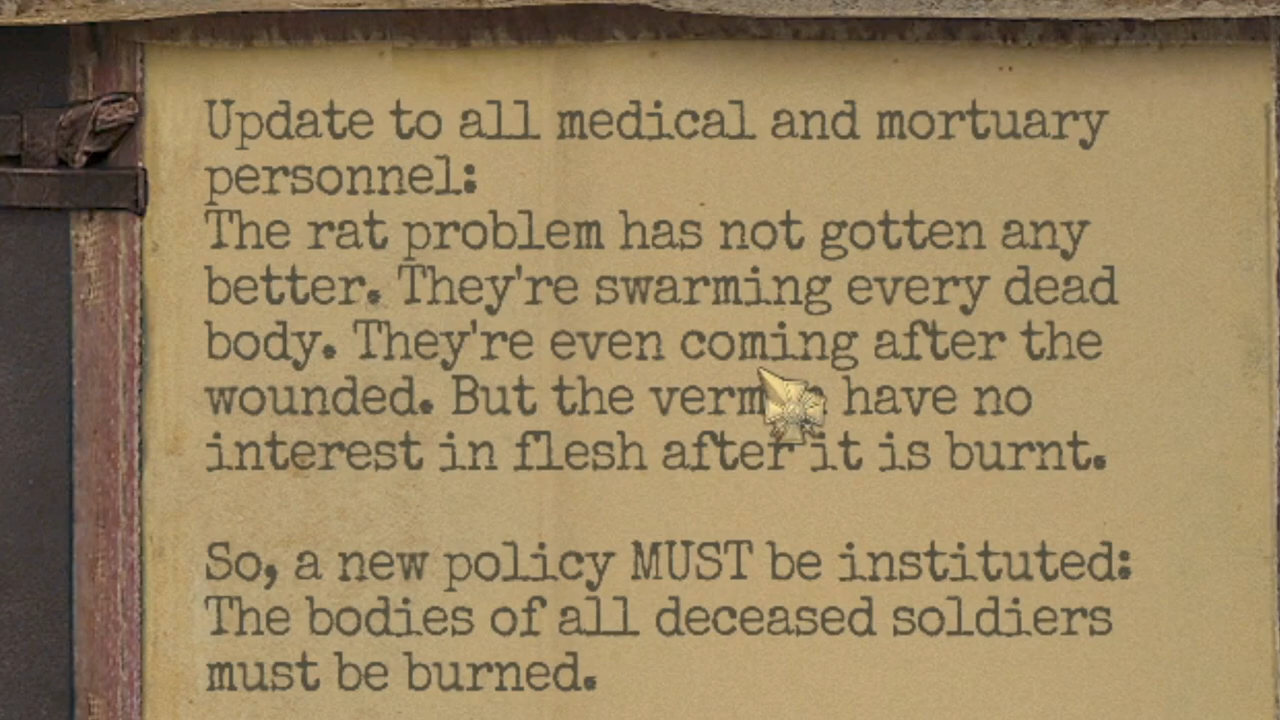 Update to all medical and mortuary
personnel:
The rat problem has not gotten any
better. They're swarming every dead
body. They're even coming after the
wounded. But the have no
interest in flesh after it is burnt.
So, a new policy MUST be instituted:
The bodies of all deceased soldiers
must be burned.